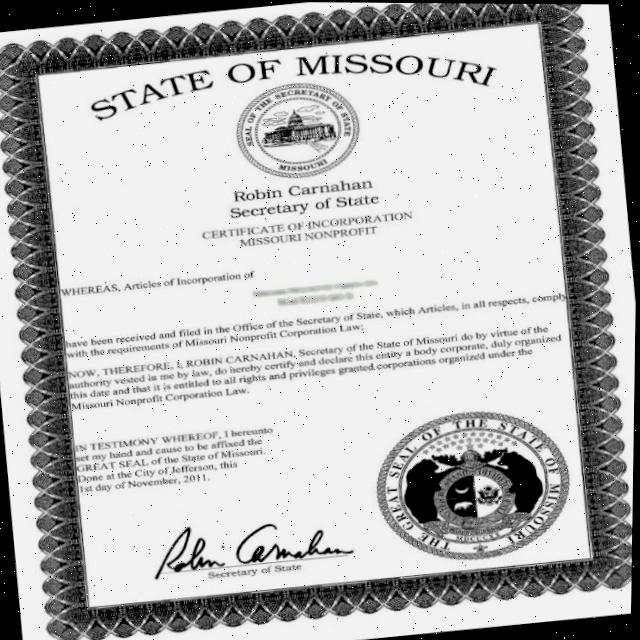 STATE OF MISSOURI
SEAL OF THE SECRETARY OF STATE
MISSOURI
Robin Carnahan
Secretary of State
CERTIFICATE OF INCORPORATION
MISSOURI NONPROFIT
WHEREAS, Articles of Incorporation of
have been received and filed in the Office of the Secretary of State, which Articles, in all respects, comply
with the requirements of Missouri Nonprofit Corporation Law;
NOW, THEREFORE, I, ROBIN CARNAHAN, Secretary of the State of Missouri do by virtue of the
authority vested in me by law, do hereby certify and declare this entity a body corporate, duly organized
this date and that it is entitled to all rights and privileges granted corporations organized under the
Missouri Nonprofit Corporation Law.
IN TESTIMONY WHEREOF, I hereunto
set my hand and cause to be affixed the
GREAT SEAL of the State of Missouri.
Done at the City of Jefferson, this
1st day of November, 2011.
THE GREAT SEAL OF THE STATE OF MISSOURI
Robin Carnahan
Secretary of State